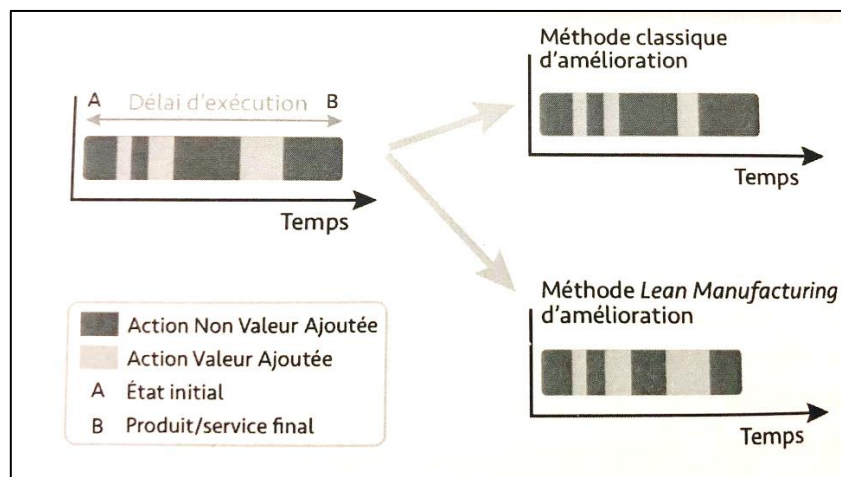 A Délai d'exécution B
Temps
Méthode classique
d'amélioration
Temps
Méthode Lean Manufacturing
d'amélioration
Temps
Action Non Valeur Ajoutée
Action Valeur Ajoutée
A État initial
B Produit/service final